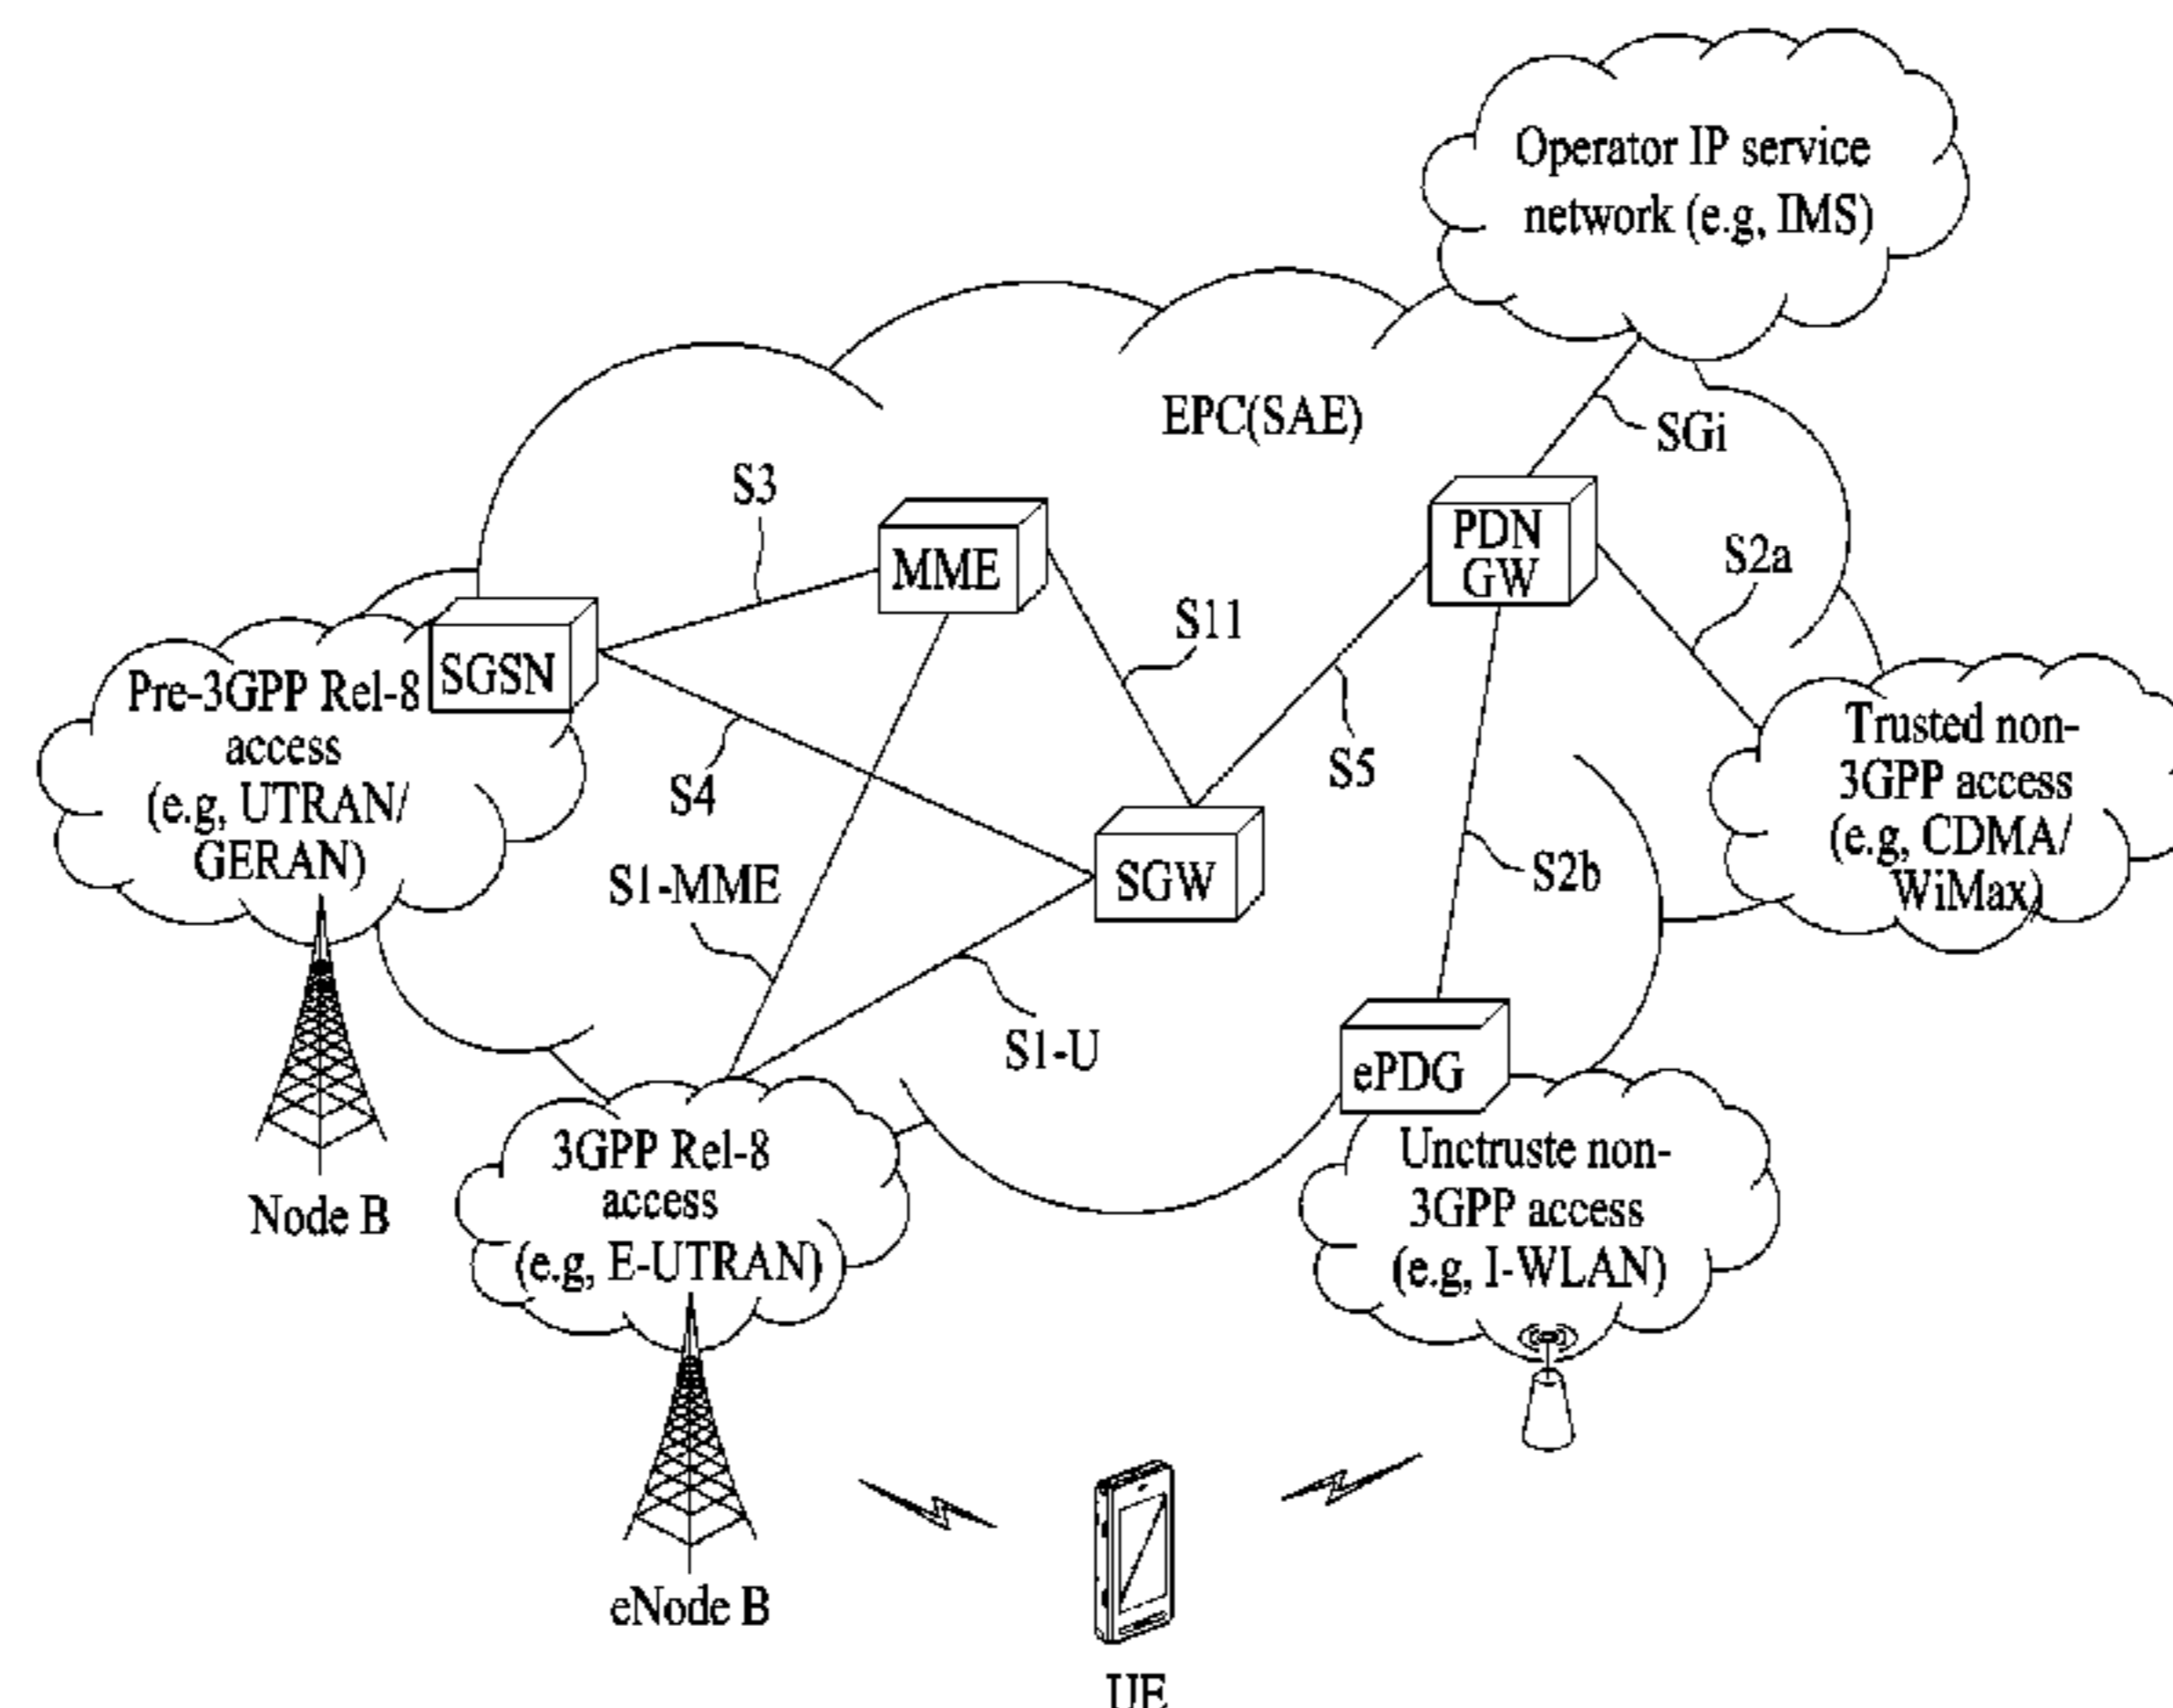 Operator IP service
network (e.g, IMS)
EPC(SAE)
SGi
S3
MME
PDN
GW
S2a
S11
SGSN
Pre-3GPP Rel-8
access
(e.g, UTRAN/
GERAN)
S4
S5
Trusted non-
3GPP access
(e.g, CDMA/
WiMax)
S1-MME
SGW
S2b
S1-U
ePDG
Node B
3GPP Rel-8
access
(e.g, E-UTRAN)
Unctruste non-
3GPP access
(e.g, I-WLAN)
eNode B
UE